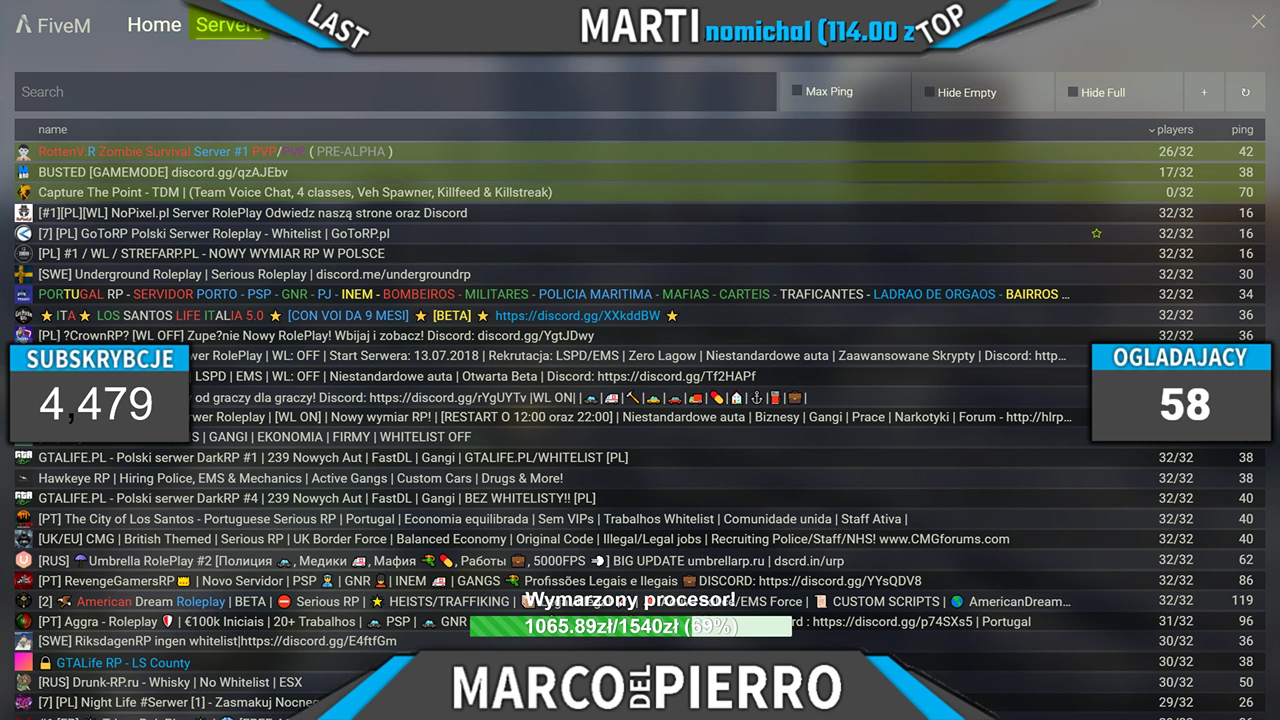 FiveM Home Servers LAST MARTI nomichal (114.00 z TOP
Search Max Ping Hide Empty Hide Full + ↻
name players ping
RottenV:R Zombie Survival Server #1 PVP/PVE ( PRE-ALPHA ) 26/32 42
BUSTED [GAMEMODE] discord.gg/qzAJEbv 17/32 38
Capture The Point - TDM | (Team Voice Chat, 4 classes, Veh Spawner, Killfeed & Killstreak) 0/32 70
[#1][PL][WL] NoPixel.pl Server RolePlay Odwiedz naszą strone oraz Discord 32/32 16
[7] [PL] GoToRP Polski Serwer Roleplay - Whitelist | GoToRP.pl 32/32 16
[PL] #1 / WL / STREFARP.PL - NOWY WYMIAR RP W POLSCE 32/32 16
[SWE] Underground Roleplay | Serious Roleplay | discord.me/undergroundrp 32/32 30
PORTUGAL RP - SERVIDOR PORTO - PSP - GNR - PJ - INEM - BOMBEIROS - MILITARES - POLICIA MARITIMA - MAFIAS - CARTEIS - TRAFICANTES - LADRAO DE ORGAOS - BAIRROS ... 32/32 34
⭐ ITA ⭐ LOS SANTOS LIFE ITALIA 5.0 ⭐ [CON VOI DA 9 MESI] ⭐ [BETA] ⭐ https://discord.gg/XXkddBW ⭐ 32/32 36
[PL] ?CrownRP? [WL OFF] Zupe?nie Nowy RolePlay! Wbijaj i zobacz! Discord: discord.gg/YgtJDwy 32/32 36
SUBSKRYBCJE
4,479
wer Roleplay | WL: OFF | Start Serwera: 13.07.2018 | Rekrutacja: LSPD/EMS | Zero Lagow | Niestandardowe auta | Zaawansowane Skrypty | Discord: http...
LSPD | EMS | WL: OFF | Niestandardowe auta | Otwarta Beta | Discord: https://discord.gg/Tf2HAPf
od graczy dla graczy! Discord: https://discord.gg/rYgUYTv |WL ON|
wer Roleplay | [WL ON] | Nowy wymiar RP! | [RESTART O 12:00 oraz 22:00] | Niestandardowe auta | Biznesy | Gangi | Prace | Narkotyki | Forum - http://hlrp...
S | GANGI | EKONOMIA | FIRMY | WHITELIST OFF
OGLADAJACY
58
GTALIFE.PL - Polski serwer DarkRP #1 | 239 Nowych Aut | FastDL | Gangi | GTALIFE.PL/WHITELIST [PL] 32/32 38
Hawkeye RP | Hiring Police, EMS & Mechanics | Active Gangs | Custom Cars | Drugs & More! 32/32 38
GTALIFE.PL - Polski serwer DarkRP #4 | 239 Nowych Aut | FastDL | Gangi | BEZ WHITELISTY!! [PL] 32/32 40
[PT] The City of Los Santos - Portuguese Serious RP | Portugal | Economia equilibrada | Sem VIPs | Trabalhos Whitelist | Comunidade unida | Staff Ativa | 32/32 40
[UK/EU] CMG | British Themed | Serious RP | UK Border Force | Balanced Economy | Original Code | Illegal/Legal jobs | Recruiting Police/Staff/NHS! www.CMGforums.com 32/32 40
[RUS] Umbrella RolePlay #2 [Полиция , Медики , Мафия , Работы , 5000FPS ] BIG UPDATE umbrellarp.ru | dscrd.in/urp 32/32 62
[PT] RevengeGamersRP | Novo Servidor | PSP | GNR | INEM | GANGS Profissões Legais e Ilegais DISCORD: https://discord.gg/YYsQDV8 32/32 86
[2] American Dream Roleplay | BETA | Serious RP | HEISTS/TRAFFIKING | /EMS Force | CUSTOM SCRIPTS | AmericanDream... 32/32 119
Wymarzony procesor!
1065.89zł/1540zł (69%)
[PT] Aggra - Roleplay | €100k Iniciais | 20+ Trabalhos | PSP | GNR rd : https://discord.gg/p74SXs5 | Portugal 31/32 96
[SWE] RiksdagenRP ingen whitelist|https://discord.gg/E4ftfGm 30/32 36
GTALife RP - LS County 30/32 38
[RUS] Drunk-RP.ru - Whisky | No Whitelist | ESX 30/32 50
[7] [PL] Night Life #Serwer [1] - Zasmakuj Nocne 29/32 26
MARCO DEL PIERRO